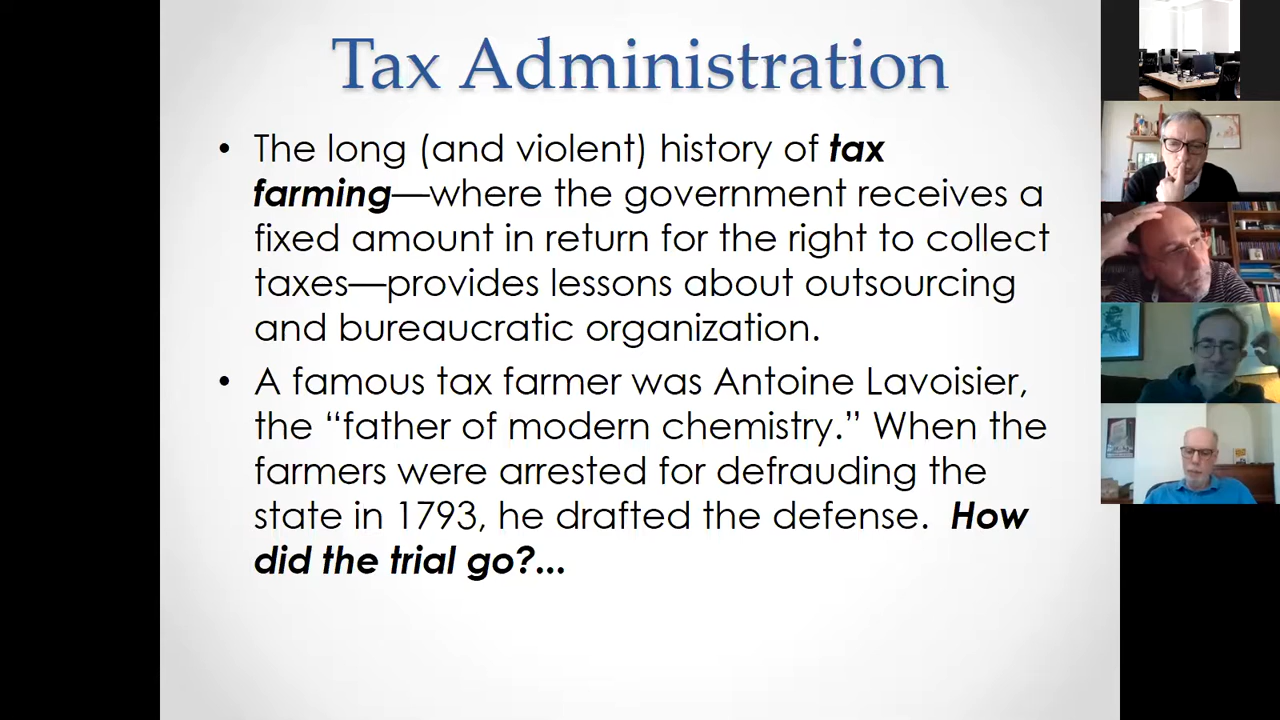 Tax Administration
• The long (and violent) history of tax
farming—where the government receives a
fixed amount in return for the right to collect
taxes—provides lessons about outsourcing
and bureaucratic organization.
• A famous tax farmer was Antoine Lavoisier,
the “father of modern chemistry.” When the
farmers were arrested for defrauding the
state in 1793, he drafted the defense. How
did the trial go?...